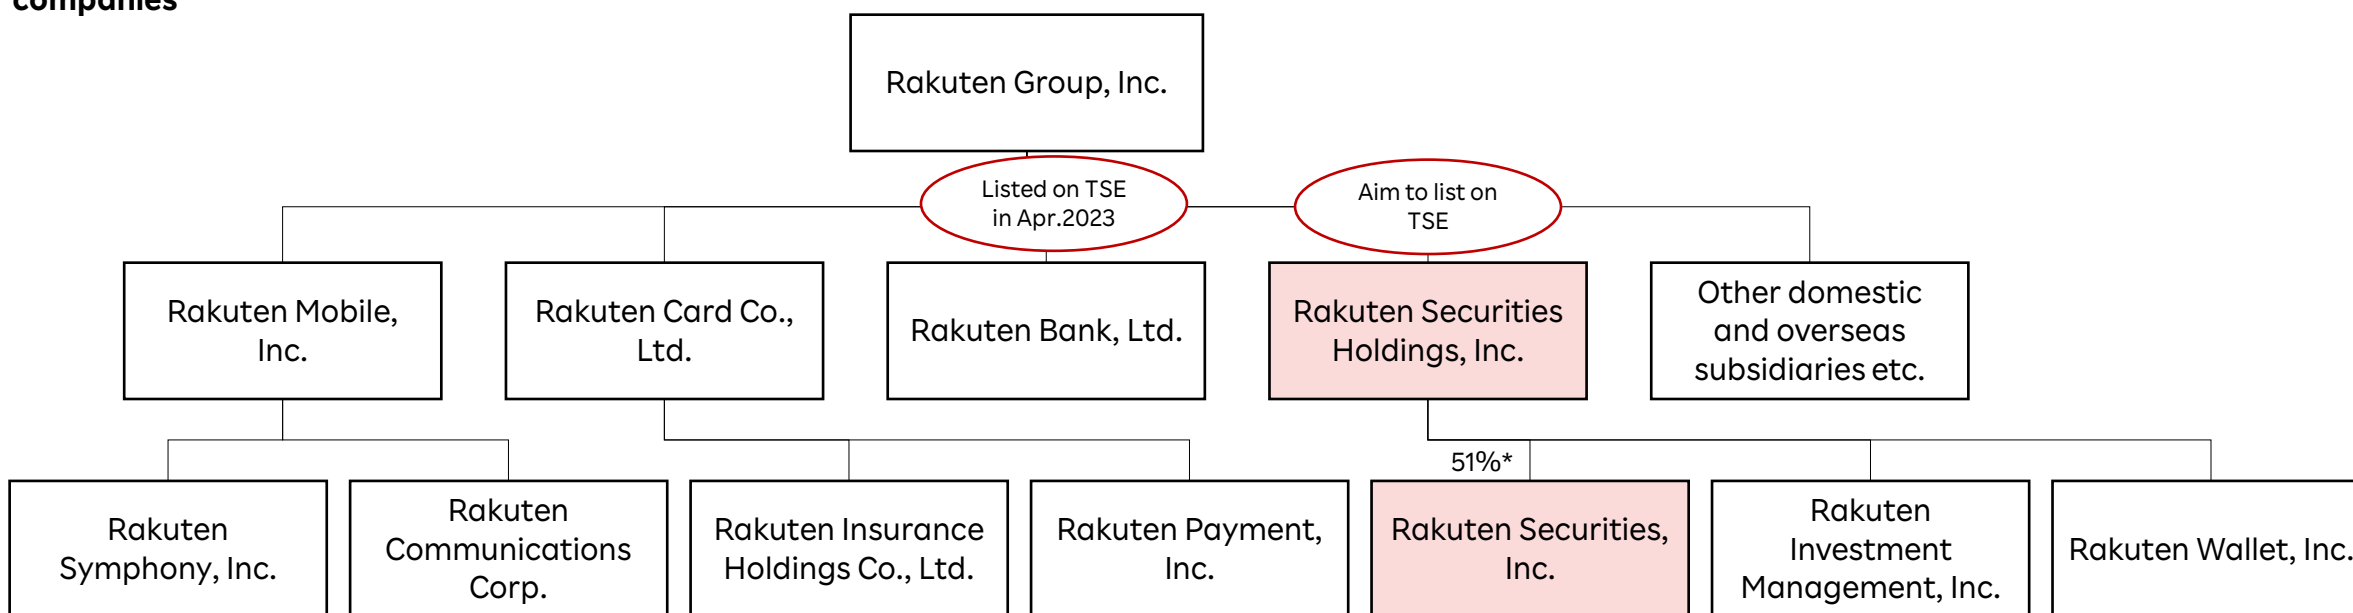 companies
Rakuten Group, Inc.
Listed on TSE
in Apr.2023
Aim to list on
TSE
Rakuten Mobile,
Inc.
Rakuten Card Co.,
Ltd.
Rakuten Bank, Ltd.
Rakuten Securities
Holdings, Inc.
Other domestic
and overseas
subsidiaries etc.
51%*
Rakuten
Symphony, Inc.
Rakuten
Communications
Corp.
Rakuten Insurance
Holdings Co., Ltd.
Rakuten Payment,
Inc.
Rakuten Securities,
Inc.
Rakuten
Investment
Management, Inc.
Rakuten Wallet, Inc.